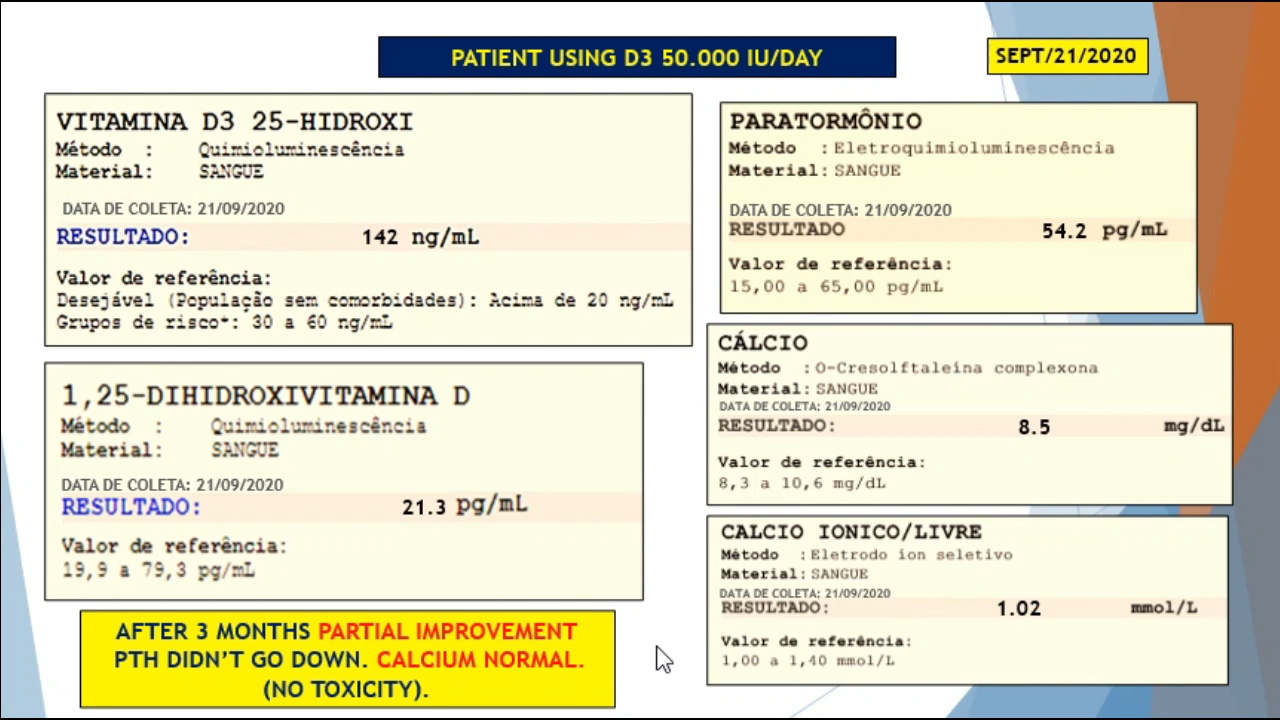 PATIENT USING D3 50.000 IU/DAY
SEPT/21/2020
VITAMINA D3 25-HIDROXI
Método : Quimioluminescência
Material: SANGUE
DATA DE COLETA: 21/09/2020
RESULTADO: 142 ng/mL
Valor de referência:
Desejável (População sem comorbidades): Acima de 20 ng/mL
Grupos de risco*: 30 a 60 ng/mL
1,25-DIHIDROXIVITAMINA D
Método : Quimioluminescência
Material: SANGUE
DATA DE COLETA: 21/09/2020
RESULTADO: 21.3 pg/mL
Valor de referência:
19,9 a 79,3 pg/mL
AFTER 3 MONTHS PARTIAL IMPROVEMENT
PTH DIDN'T GO DOWN. CALCIUM NORMAL.
(NO TOXICITY).
PARATORMÔNIO
Método : Eletroquimioluminescência
Material: SANGUE
DATA DE COLETA: 21/09/2020
RESULTADO 54.2 pg/mL
Valor de referência:
15,00 a 65,00 pg/mL
CÁLCIO
Método : O-Cresolftaleína complexona
Material: SANGUE
DATA DE COLETA: 21/09/2020
RESULTADO: 8.5 mg/dL
Valor de referência:
8,3 a 10,6 mg/dL
CALCIO IONICO/LIVRE
Método : Eletrodo ion seletivo
Material: SANGUE
DATA DE COLETA: 21/09/2020
RESULTADO: 1.02 mmol/L
Valor de referência:
1,00 a 1,40 mmol/L